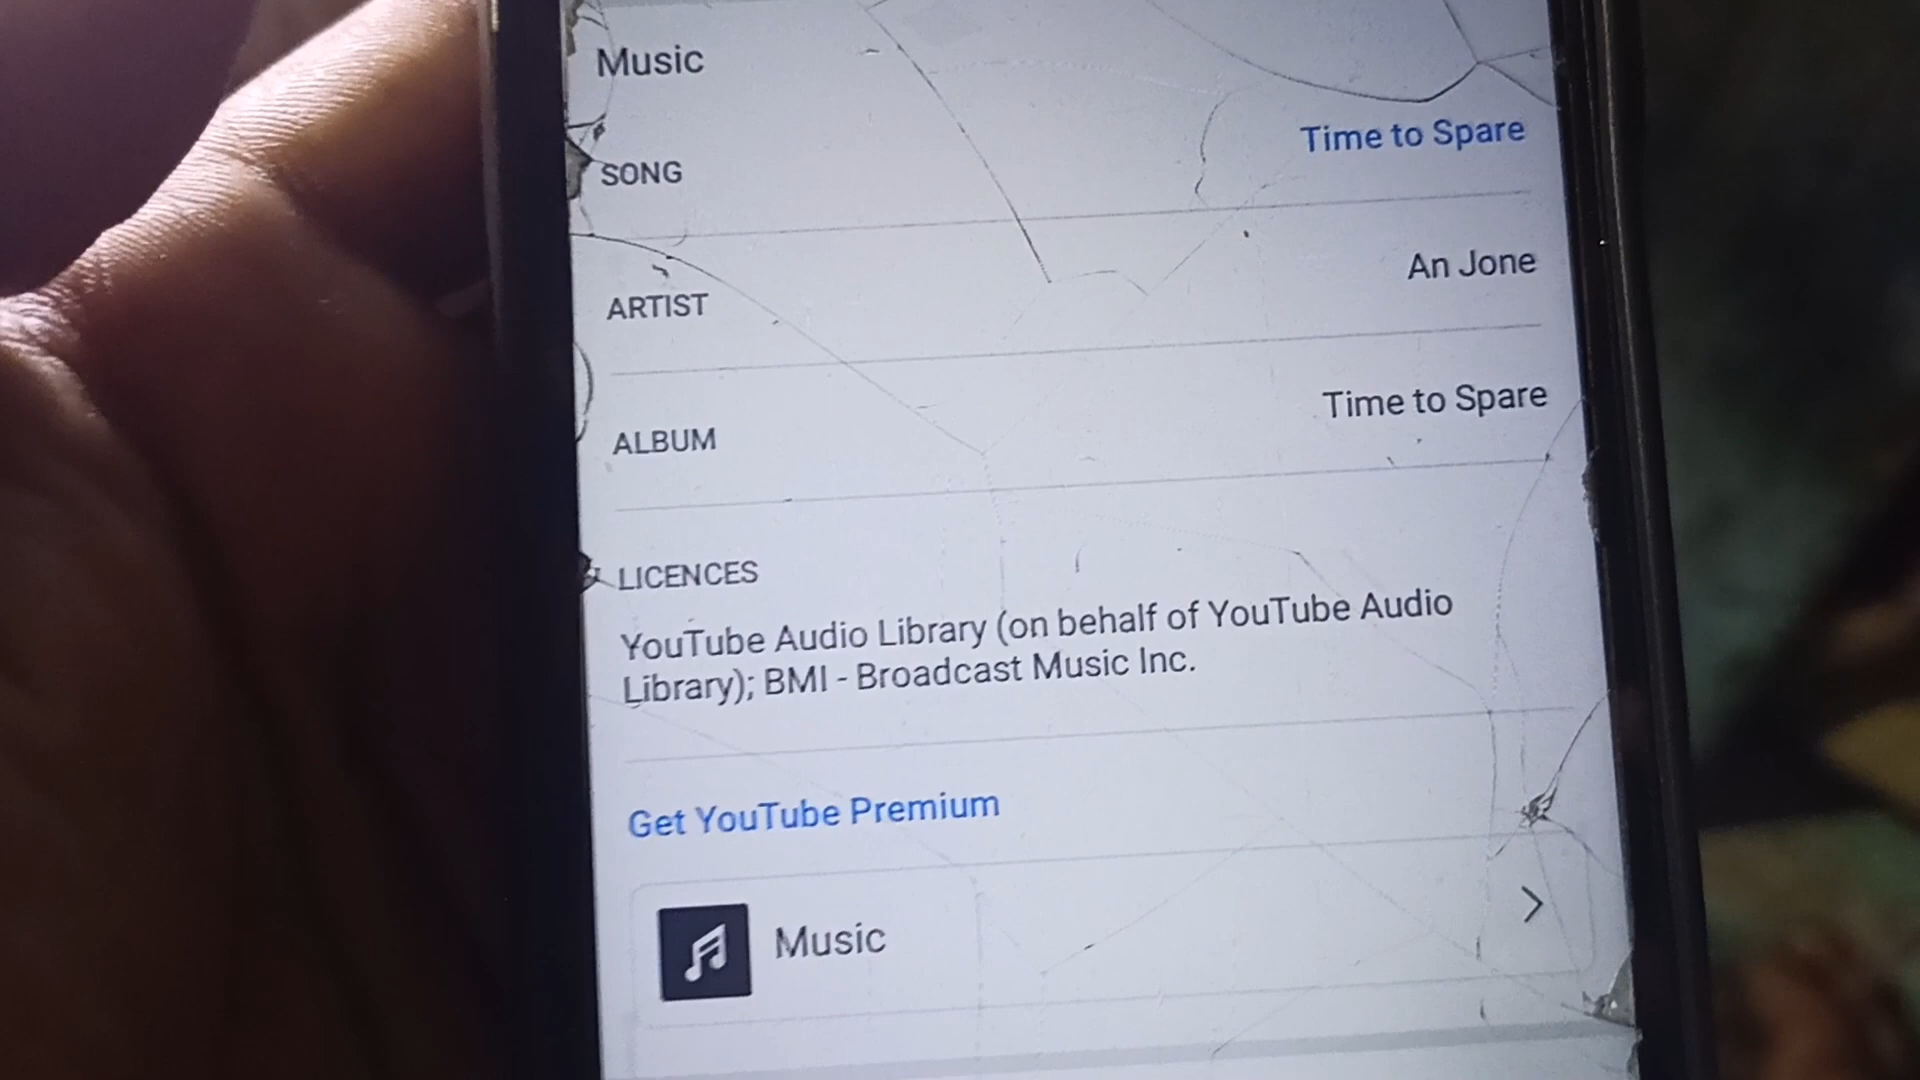 Music
SONG
Time to Spare
ARTIST
An Jone
ALBUM
Time to Spare
LICENCES
YouTube Audio Library (on behalf of YouTube Audio
Library); BMI - Broadcast Music Inc.
Get YouTube Premium
Music